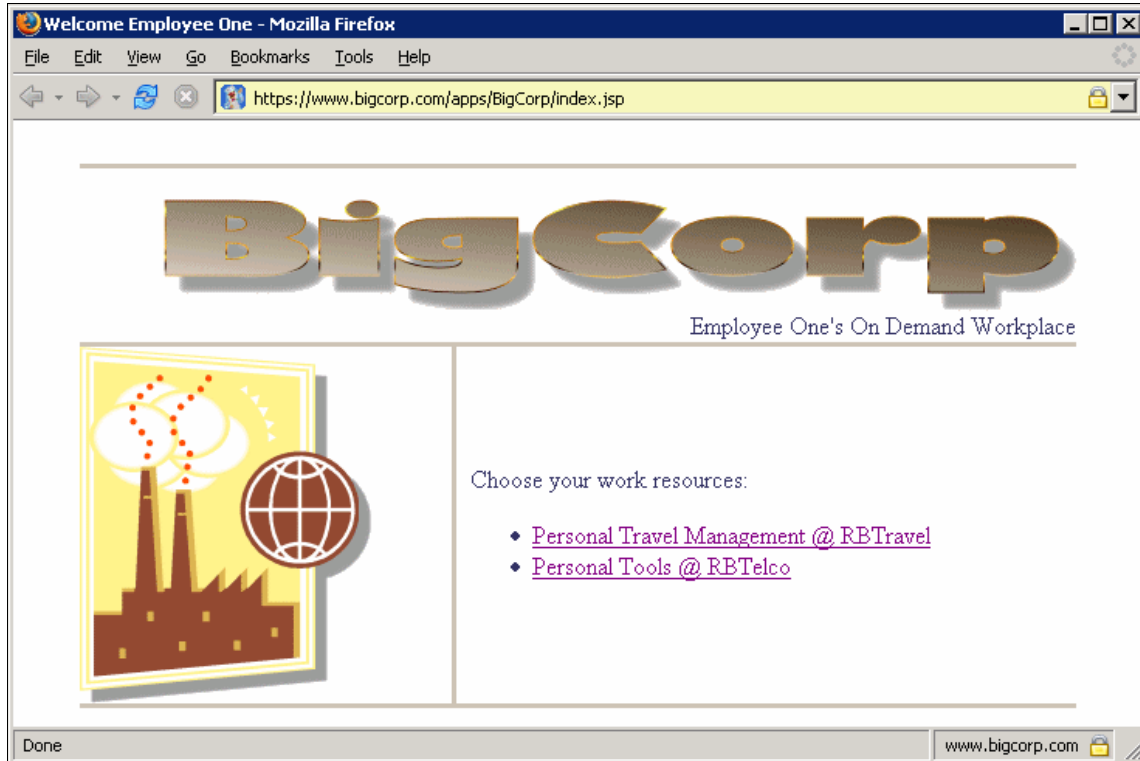 Welcome Employee One - Mozilla Firefox
File Edit View Go Bookmarks Tools Help
https://www.bigcorp.com/apps/BigCorp/index.jsp
BigCorp
Employee One's On Demand Workplace
Choose your work resources:
• Personal Travel Management @ RBTravel
• Personal Tools @ RBTelco
Done www.bigcorp.com